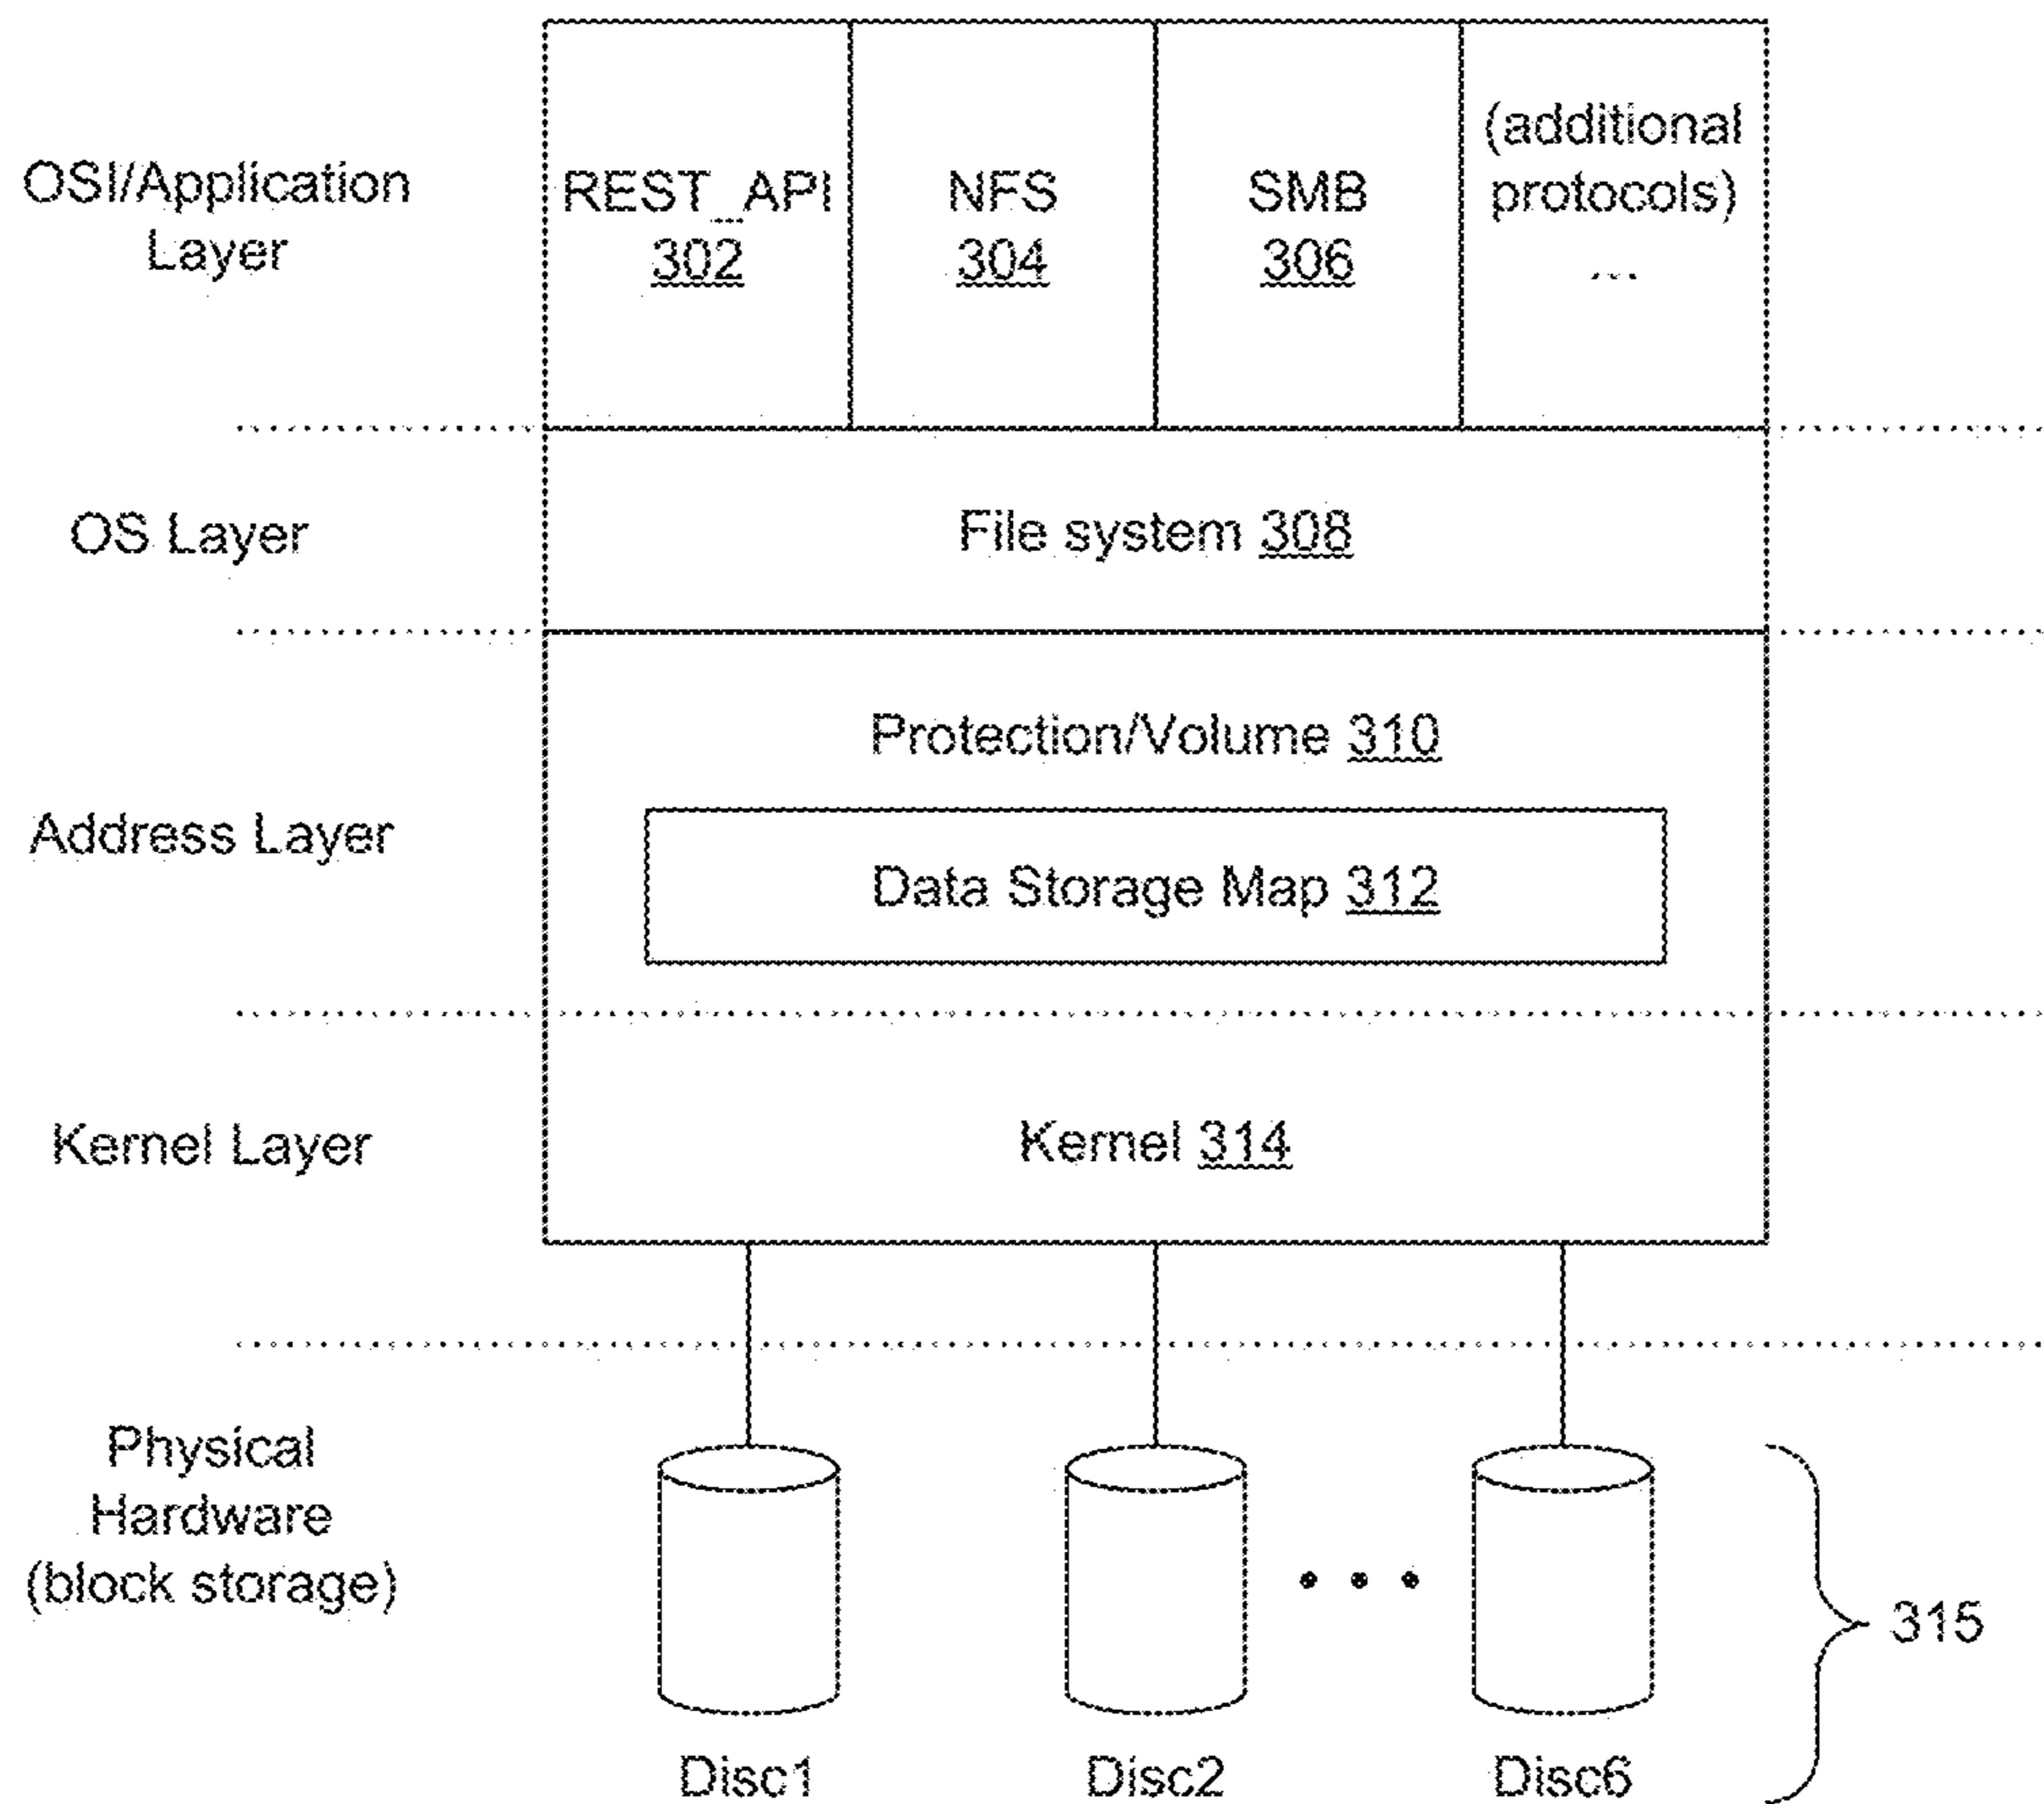 OSI/Application
Layer
REST_API
302
NFS
304
SMB
306
(additional
protocols)
...
OS Layer
File system 308
Address Layer
Protection/Volume 310
Data Storage Map 312
Kernel Layer
Kernel 314
Physical
Hardware
(block storage)
• • •
315
Disc1
Disc2
Disc6